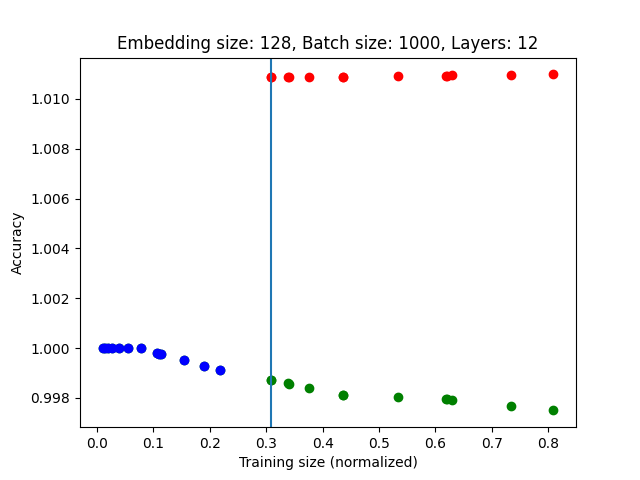 Embedding size: 128, Batch size: 1000, Layers: 12
1.010
1.008
1.006
1.004
1.002
1.000
0.998
Accuracy
0.0 0.1 0.2 0.3 0.4 0.5 0.6 0.7 0.8
Training size (normalized)